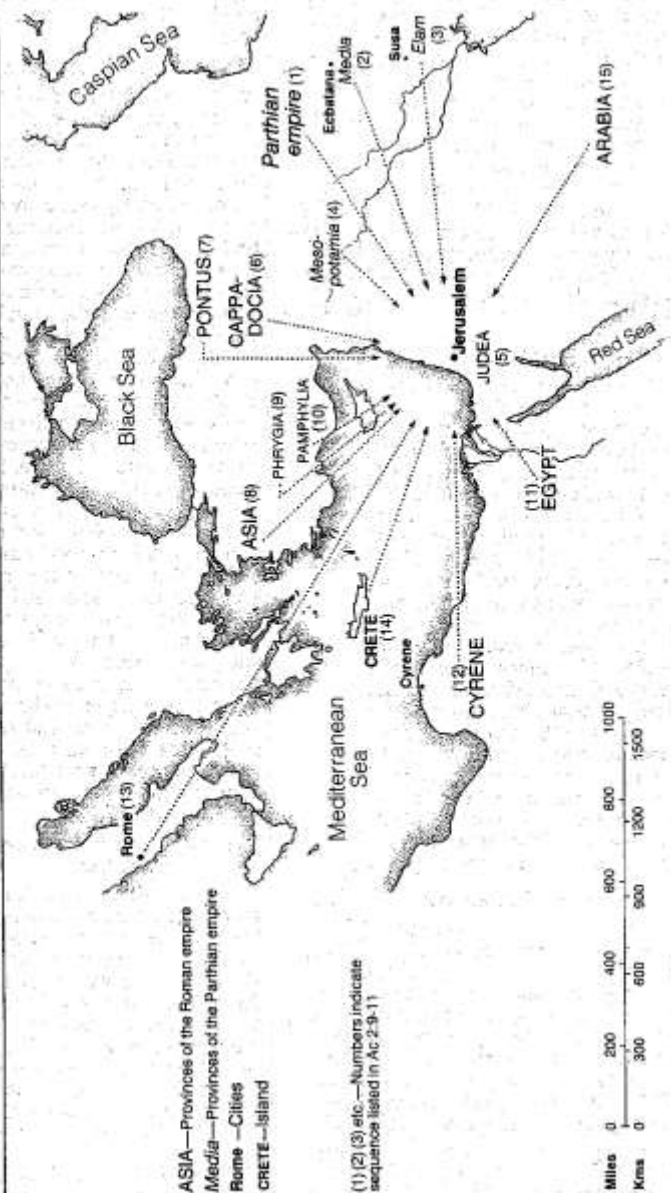 Caspian Sea
Parthian
empire (1)
Ecbatana
Media
(2)
Susa
Elam
(3)
Meso-
potamia (4)
ARABIA (15)
Black Sea
PONTUS (7)
CAPPA-
DOCIA (6)
PHRYGIA (9)
PAMPHYLIA
(10)
ASIA (8)
Jerusalem
JUDEA
(5)
Red Sea
(11)
EGYPT
Rome (13)
CRETE
(14)
Cyrene
(12)
CYRENE
Mediterranean
Sea
ASIA—Provinces of the Roman empire
Media—Provinces of the Parthian empire
Rome —Cities
CRETE—Island
(1) (2) (3) etc.—Numbers indicate
sequence listed in Ac 2:9-11
Miles 0 200 400 600 800 1000
Kms 0 300 600 900 1200 1500